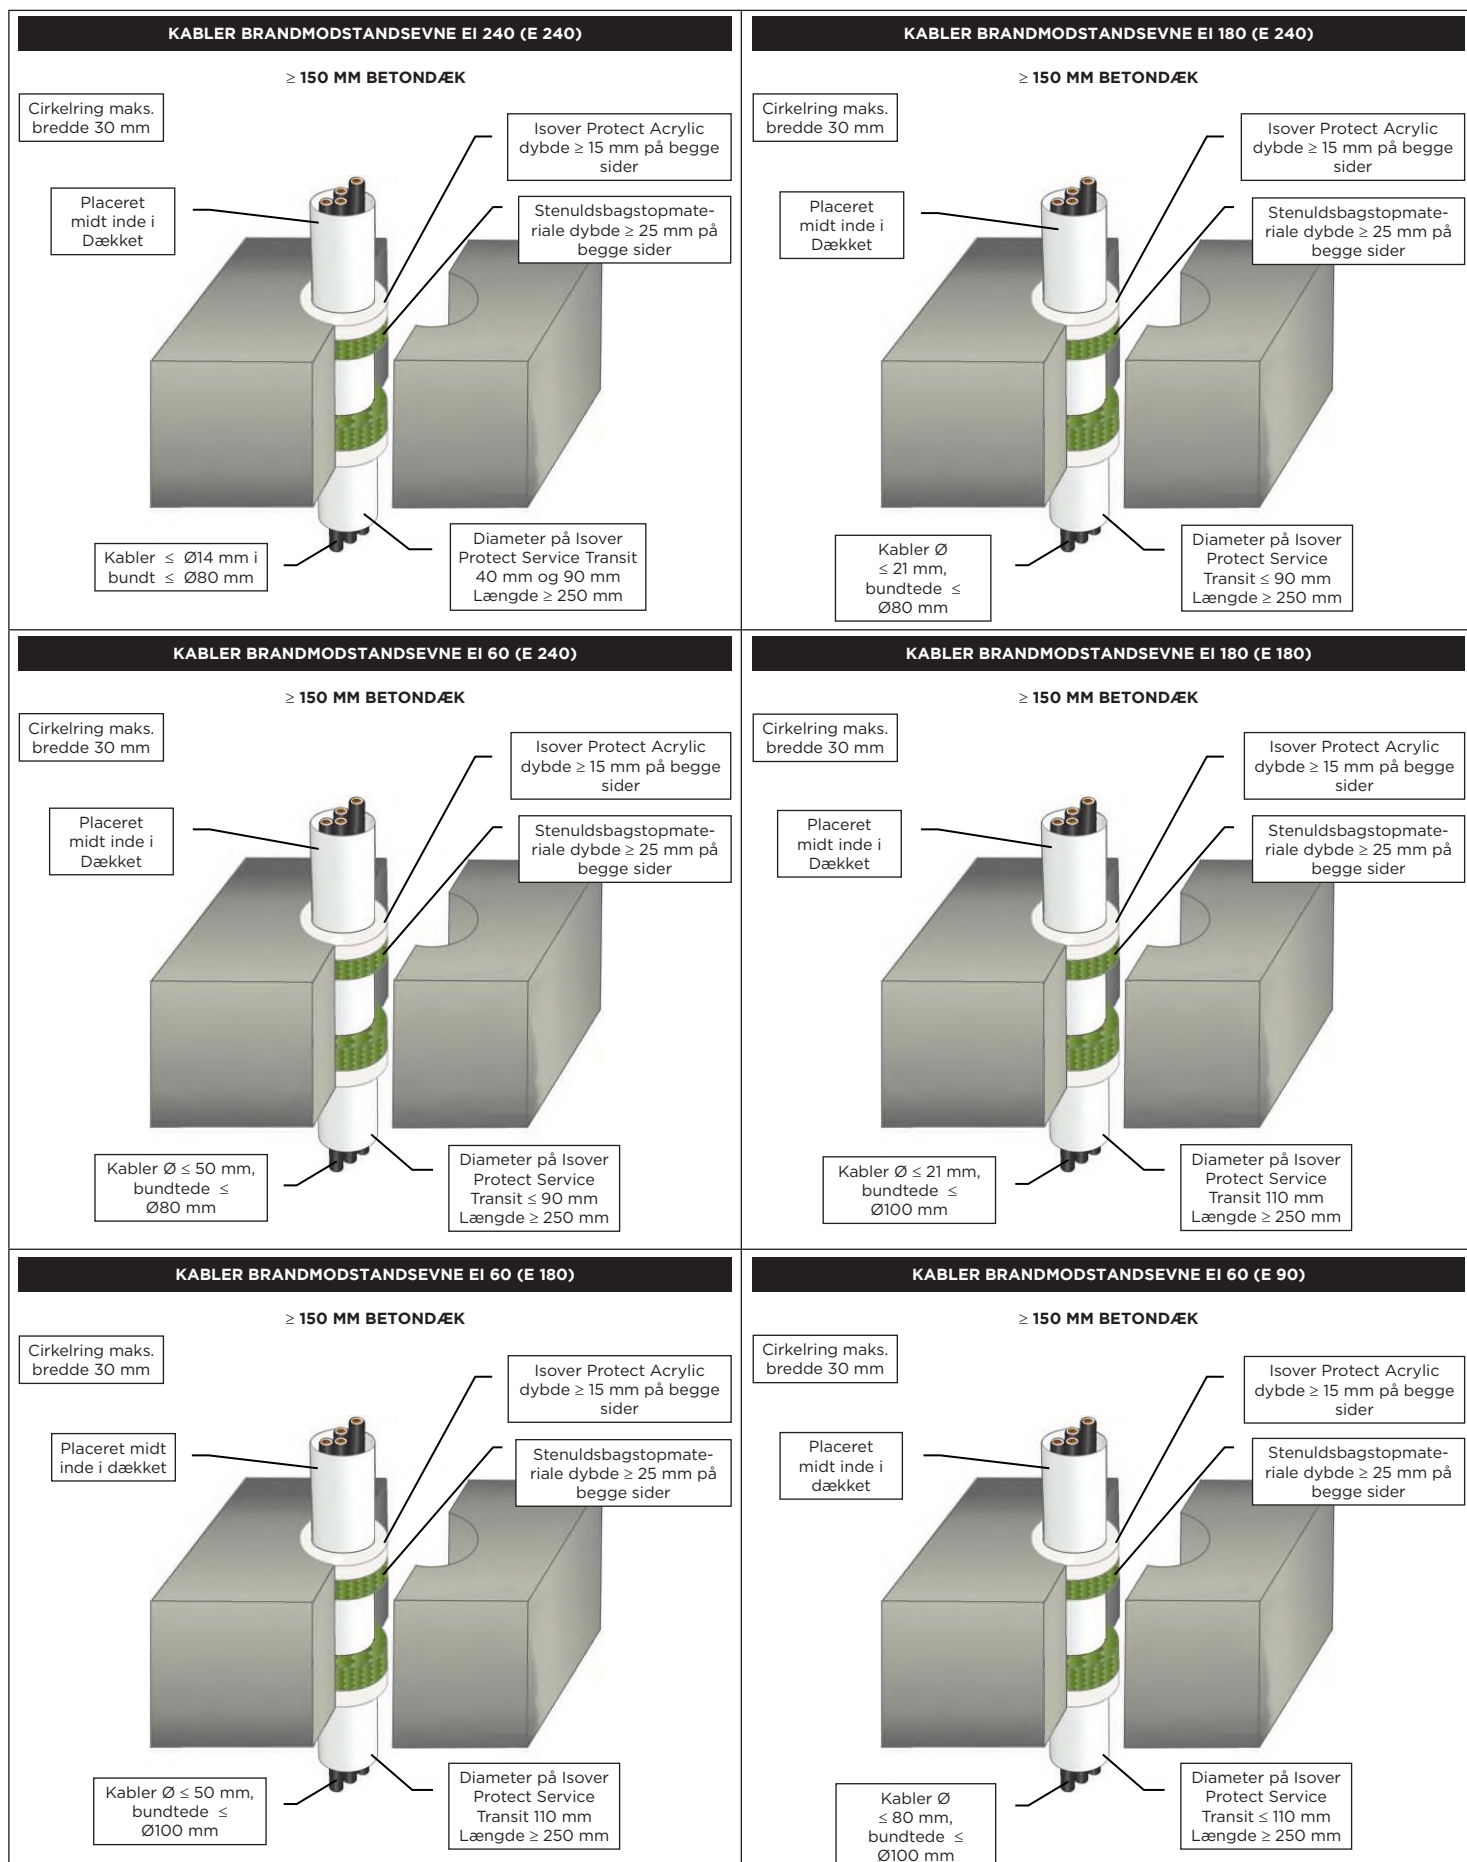 KABLER BRANDMODSTANDSEVNE EI 240 (E 240)
≥ 150 MM BETONDÆK
Cirkelring maks.
bredde 30 mm
Isover Protect Acrylic
dybde ≥ 15 mm på begge
sider
Placeret
midt inde i
Dækket
Stenuldsbagstopmate-
riale dybde ≥ 25 mm på
begge sider
Kabler ≤ Ø14 mm i
bundt ≤ Ø80 mm
Diameter på Isover
Protect Service Transit
40 mm og 90 mm
Længde ≥ 250 mm
KABLER BRANDMODSTANDSEVNE EI 180 (E 240)
≥ 150 MM BETONDÆK
Cirkelring maks.
bredde 30 mm
Isover Protect Acrylic
dybde ≥ 15 mm på begge
sider
Placeret
midt inde i
Dækket
Stenuldsbagstopmate-
riale dybde ≥ 25 mm på
begge sider
Kabler Ø
≤ 21 mm,
bundtede ≤
Ø80 mm
Diameter på Isover
Protect Service
Transit ≤ 90 mm
Længde ≥ 250 mm
KABLER BRANDMODSTANDSEVNE EI 60 (E 240)
≥ 150 MM BETONDÆK
Cirkelring maks.
bredde 30 mm
Isover Protect Acrylic
dybde ≥ 15 mm på begge
sider
Placeret
midt inde i
Dækket
Stenuldsbagstopmate-
riale dybde ≥ 25 mm på
begge sider
Kabler Ø ≤ 50 mm,
bundtede ≤
Ø80 mm
Diameter på Isover
Protect Service
Transit ≤ 90 mm
Længde ≥ 250 mm
KABLER BRANDMODSTANDSEVNE EI 180 (E 180)
≥ 150 MM BETONDÆK
Cirkelring maks.
bredde 30 mm
Isover Protect Acrylic
dybde ≥ 15 mm på begge
sider
Placeret
midt inde i
Dækket
Stenuldsbagstopmate-
riale dybde ≥ 25 mm på
begge sider
Kabler Ø ≤ 21 mm,
bundtede ≤
Ø100 mm
Diameter på Isover
Protect Service
Transit 110 mm
Længde ≥ 250 mm
KABLER BRANDMODSTANDSEVNE EI 60 (E 180)
≥ 150 MM BETONDÆK
Cirkelring maks.
bredde 30 mm
Isover Protect Acrylic
dybde ≥ 15 mm på begge
sider
Placeret midt
inde i dækket
Stenuldsbagstopmate-
riale dybde ≥ 25 mm på
begge sider
Kabler Ø ≤ 50 mm,
bundtede ≤
Ø100 mm
Diameter på Isover
Protect Service
Transit 110 mm
Længde ≥ 250 mm
KABLER BRANDMODSTANDSEVNE EI 60 (E 90)
≥ 150 MM BETONDÆK
Cirkelring maks.
bredde 30 mm
Isover Protect Acrylic
dybde ≥ 15 mm på begge
sider
Placeret
midt inde i
dækket
Stenuldsbagstopmate-
riale dybde ≥ 25 mm på
begge sider
Kabler Ø
≤ 80 mm,
bundtede ≤
Ø100 mm
Diameter på Isover
Protect Service
Transit ≤ 110 mm
Længde ≥ 250 mm